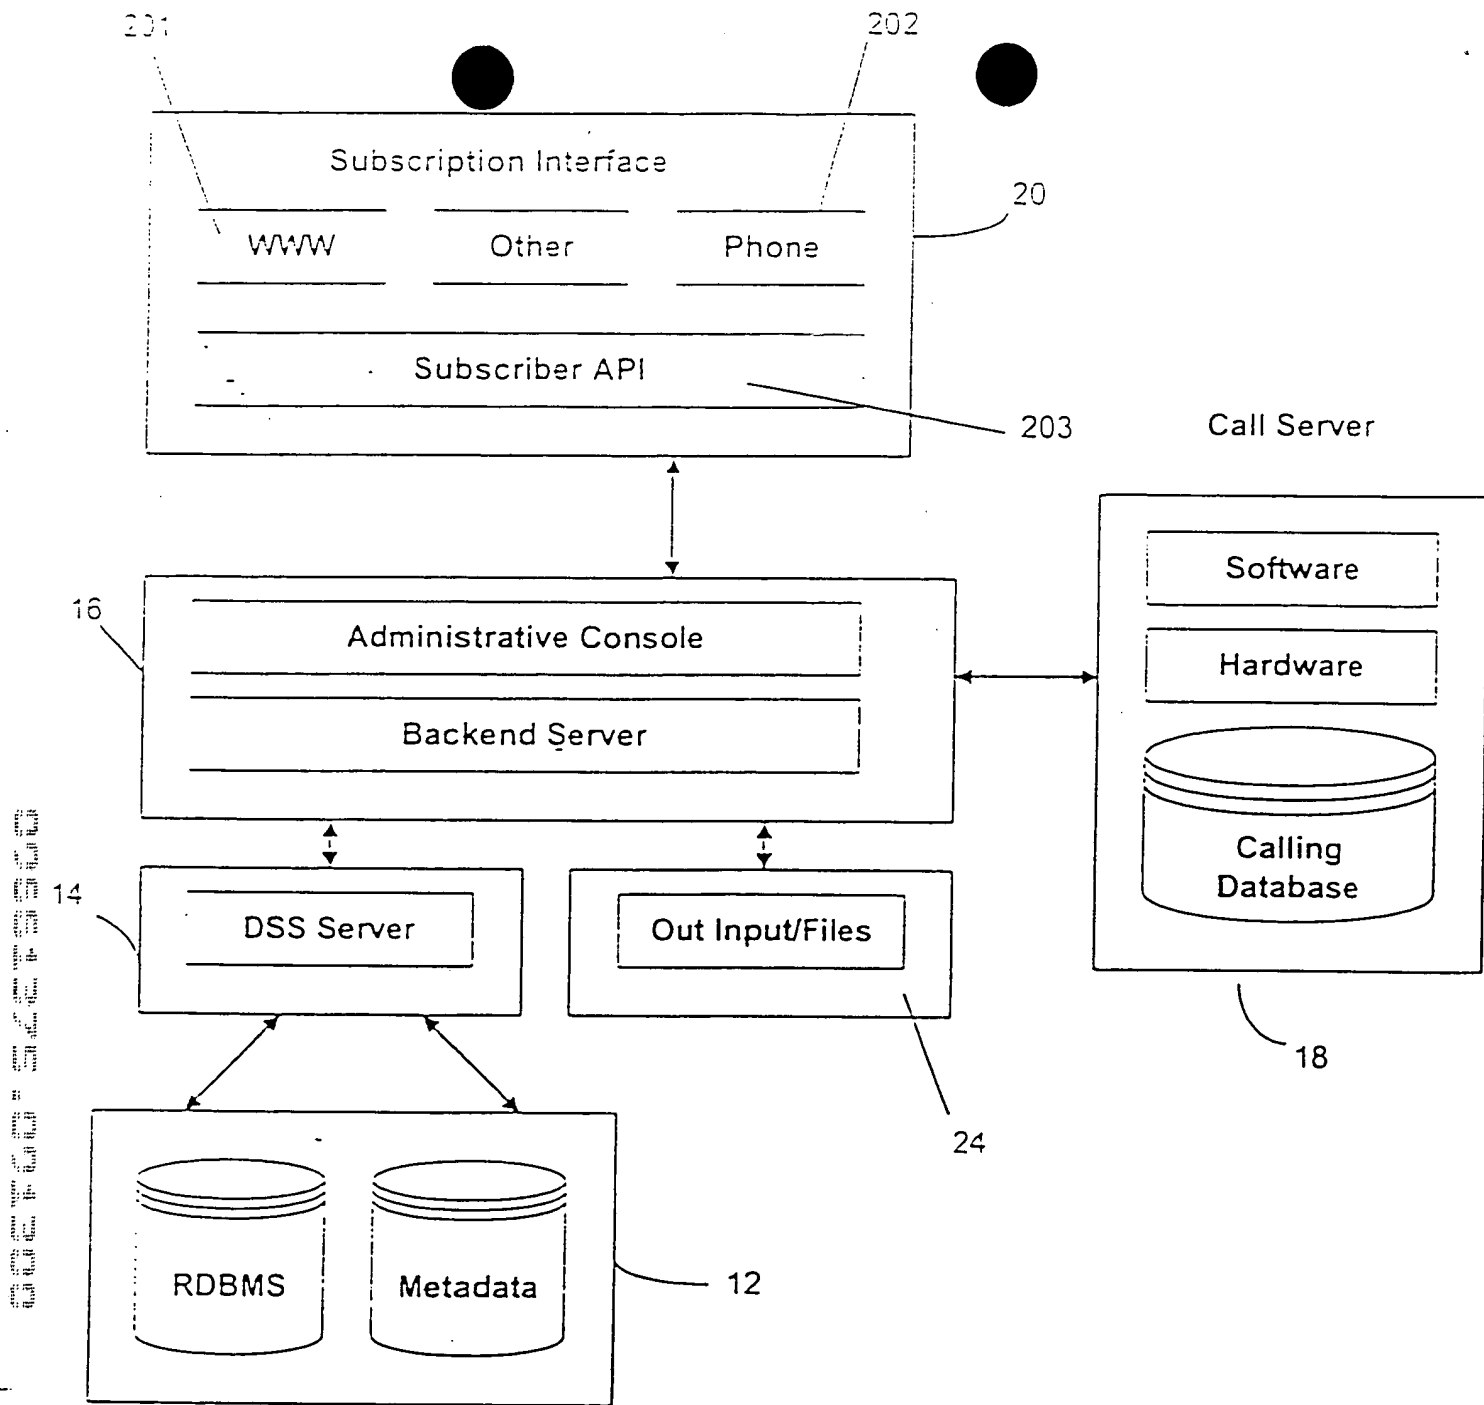 201
202
Subscription Interface
20
WWW
Other
Phone
Subscriber API
203
Call Server
Software
Hardware
Calling
Database
18
16
Administrative Console
Backend Server
14
DSS Server
Out Input/Files
24
RDBMS
Metadata
12